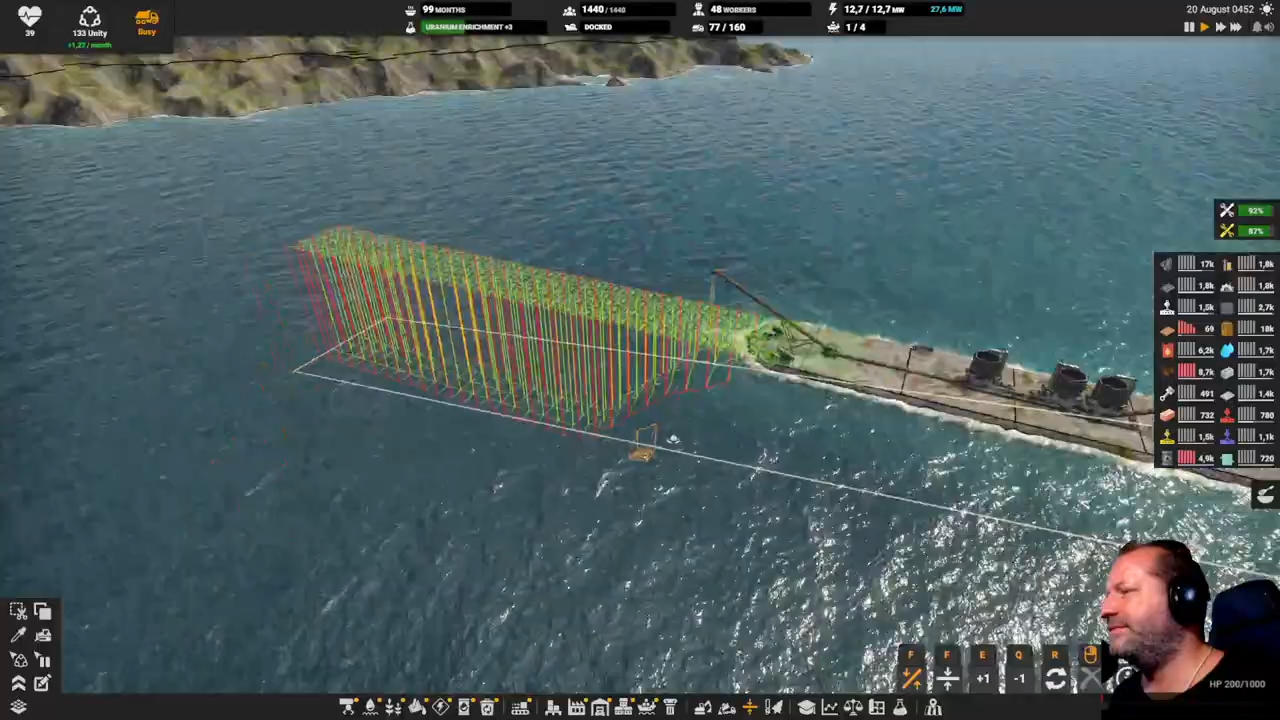 39
133 Unity
+1,27 / month
Busy
99 MONTHS
URANIUM ENRICHMENT +3
1440 / 1440
DOCKED
48 WORKERS
77 / 160
12,7 / 12,7 MW
27,6 MW
1 / 4
20 August 0452
92%
87%
17k 1,8k
1,8k 1,8k
1,5k 2,7k
69 18k
6,2k 1,7k
8,7k 1,7k
491 1,4k
732 780
1,5k 1,1k
4,9k 720
F F E Q R
+1 -1
HP 200/1000